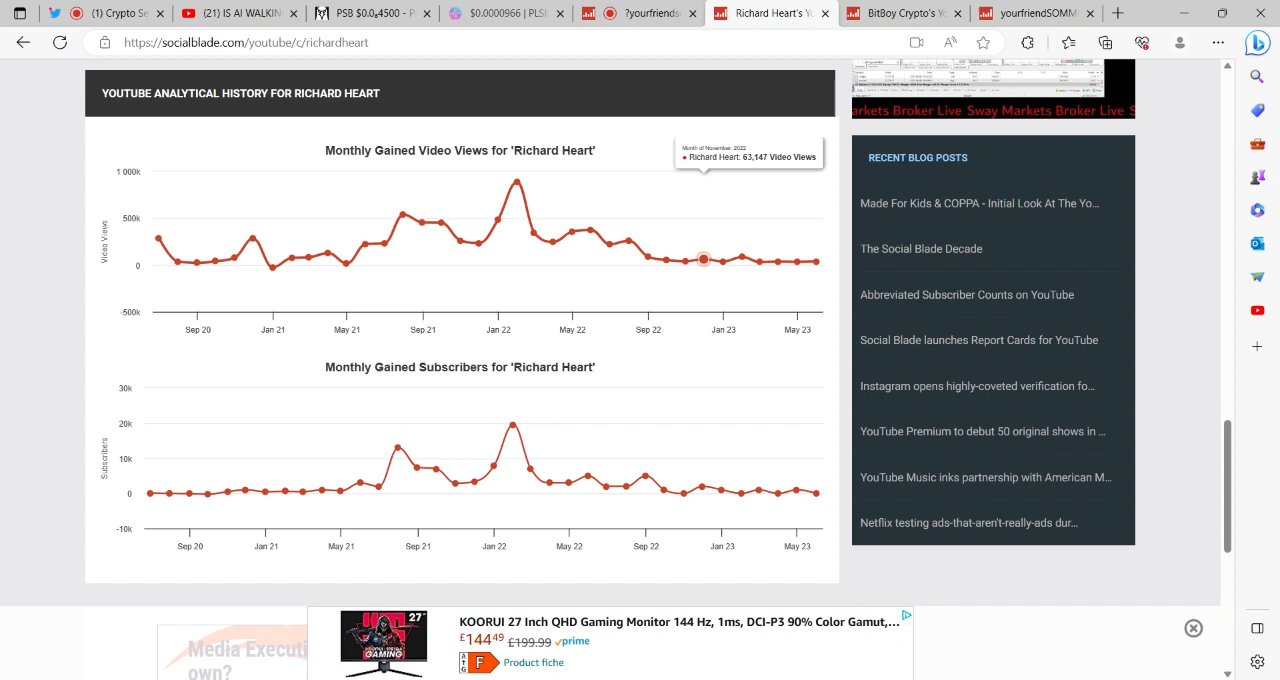 (1) Crypto Se
(21) IS AI WALKIN
PSB $0.0₈4500 - P
$0.0000966 | PLS
?yourfriends
Richard Heart's Yo
BitBoy Crypto's Y
yourfriendSOMM
https://socialblade.com/youtube/c/richardheart
YOUTUBE ANALYTICAL HISTORY FOR RICHARD HEART
Monthly Gained Video Views for 'Richard Heart'
Month of November, 2022
Richard Heart: 63,147 Video Views
1 000k
500k
0
-500k
Video Views
Sep 20 Jan 21 May 21 Sep 21 Jan 22 May 22 Sep 22 Jan 23 May 23
Monthly Gained Subscribers for 'Richard Heart'
30k
20k
10k
0
-10k
Subscribers
Sep 20 Jan 21 May 21 Sep 21 Jan 22 May 22 Sep 22 Jan 23 May 23
arkets Broker Live Sway Markets Broker Live S
RECENT BLOG POSTS
Made For Kids & COPPA - Initial Look At The Yo...
The Social Blade Decade
Abbreviated Subscriber Counts on YouTube
Social Blade launches Report Cards for YouTube
Instagram opens highly-coveted verification fo...
YouTube Premium to debut 50 original shows in ...
YouTube Music inks partnership with American M...
Netflix testing ads-that-aren't-really-ads dur...
Media Executi
own?
27"
GAMING
KOORUI 27 Inch QHD Gaming Monitor 144 Hz, 1ms, DCI-P3 90% Color Gamut,...
£144⁴⁹ £199.99 prime
A G F Product fiche